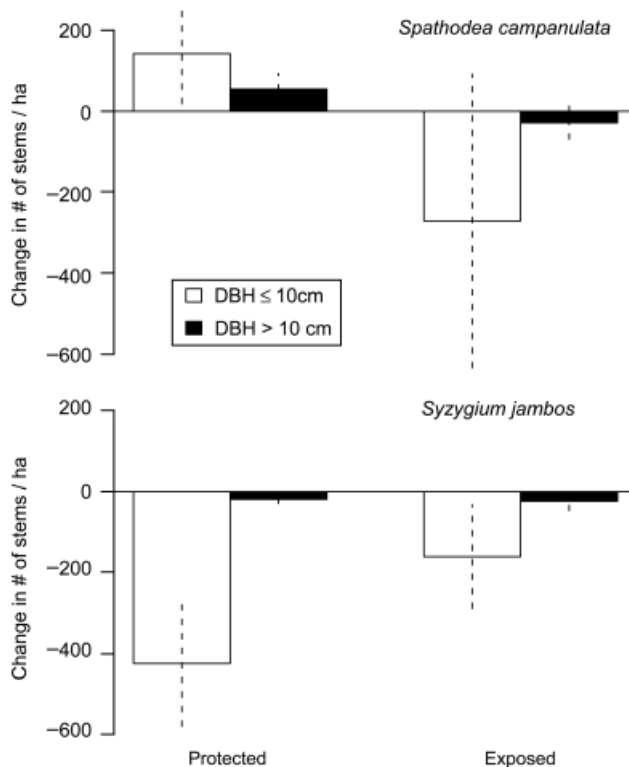 Spathodea campanulata
Change in # of stems / ha
200
0
−200
−400
−600
DBH ≤ 10cm
DBH > 10 cm
Syzygium jambos
Change in # of stems / ha
200
0
−200
−400
−600
Protected
Exposed